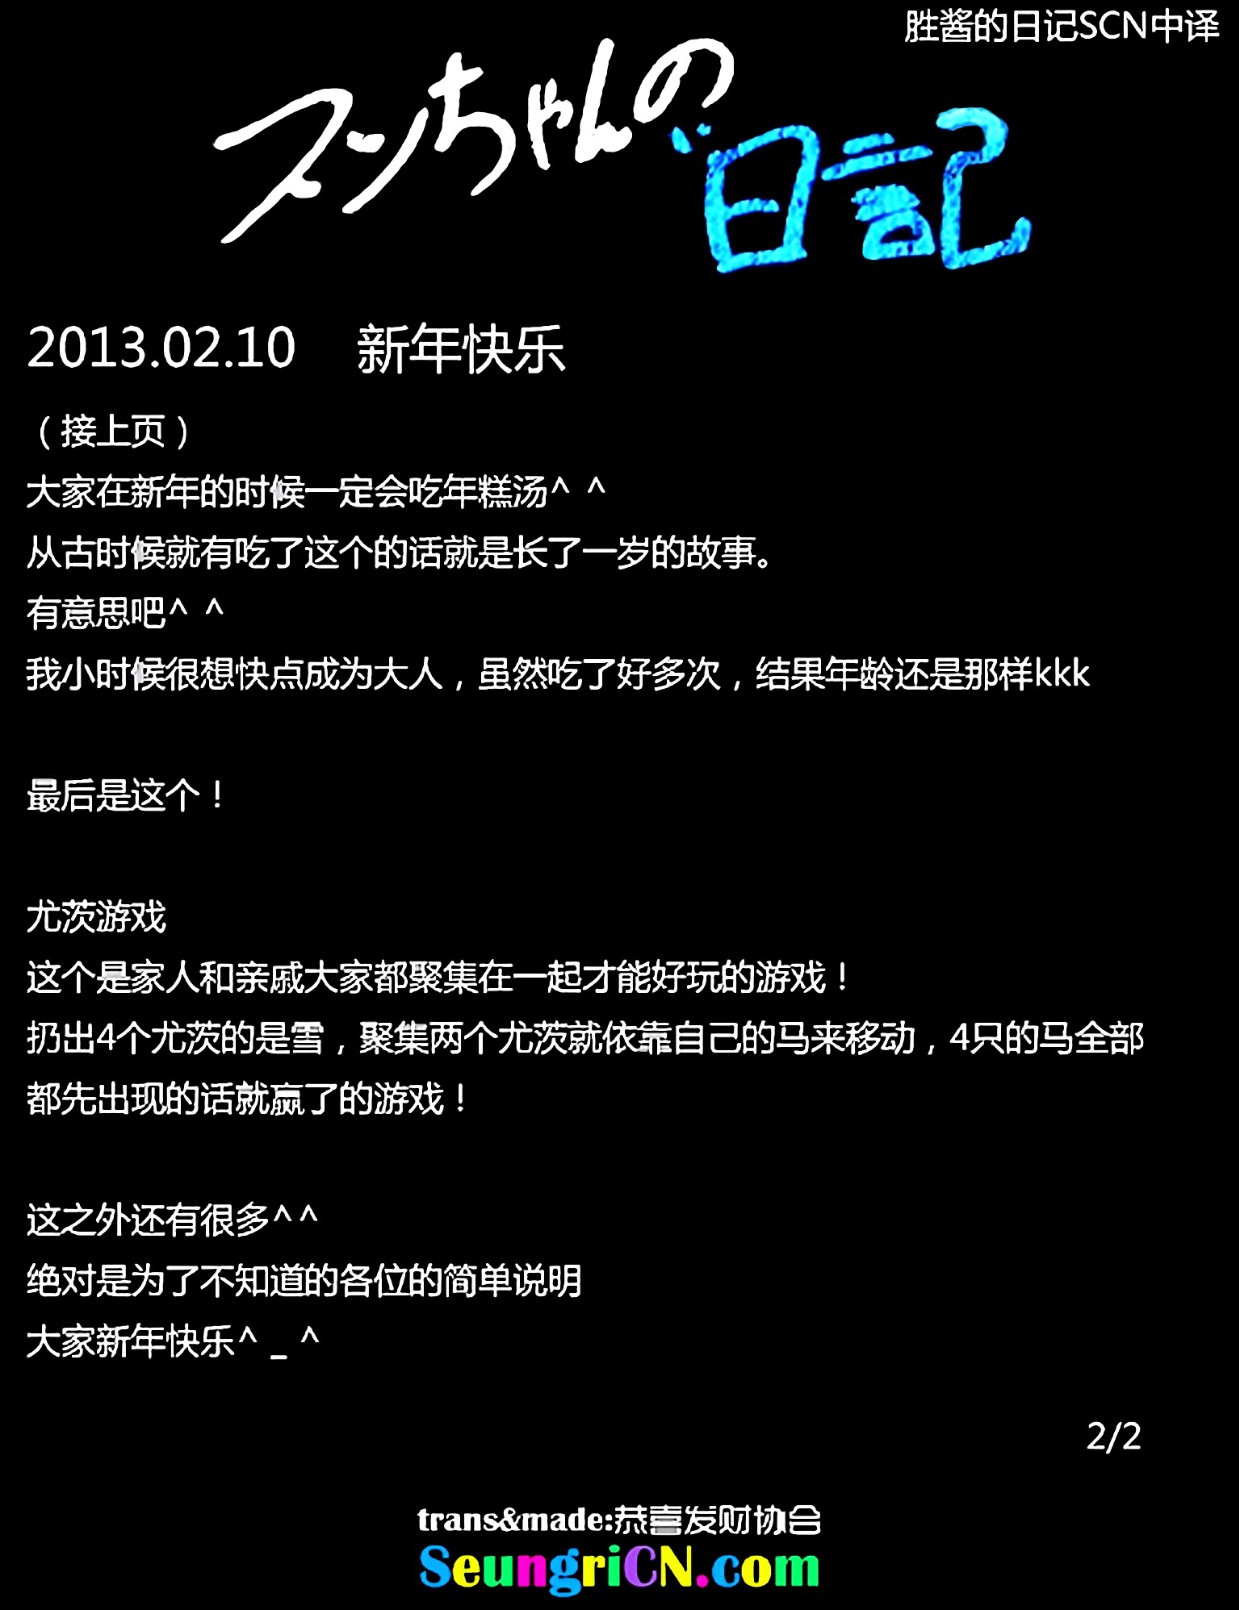 胜酱的日记SCN中译
スンちゃんの
日記
2013.02.10 新年快乐
（接上页）
大家在新年的时候一定会吃年糕汤^ ^
从古时候就有吃了这个的话就是长了一岁的故事。
有意思吧^ ^
我小时候很想快点成为大人，虽然吃了好多次，结果年龄还是那样kkk
最后是这个！
尤茨游戏
这个是家人和亲戚大家都聚集在一起才能好玩的游戏！
扔出4个尤茨的是雪，聚集两个尤茨就依靠自己的马来移动，4只的马全部
都先出现的话就赢了的游戏！
这之外还有很多^^
绝对是为了不知道的各位的简单说明
大家新年快乐^ _ ^
2/2
trans&made:恭喜发财协会
SeungriCN.com